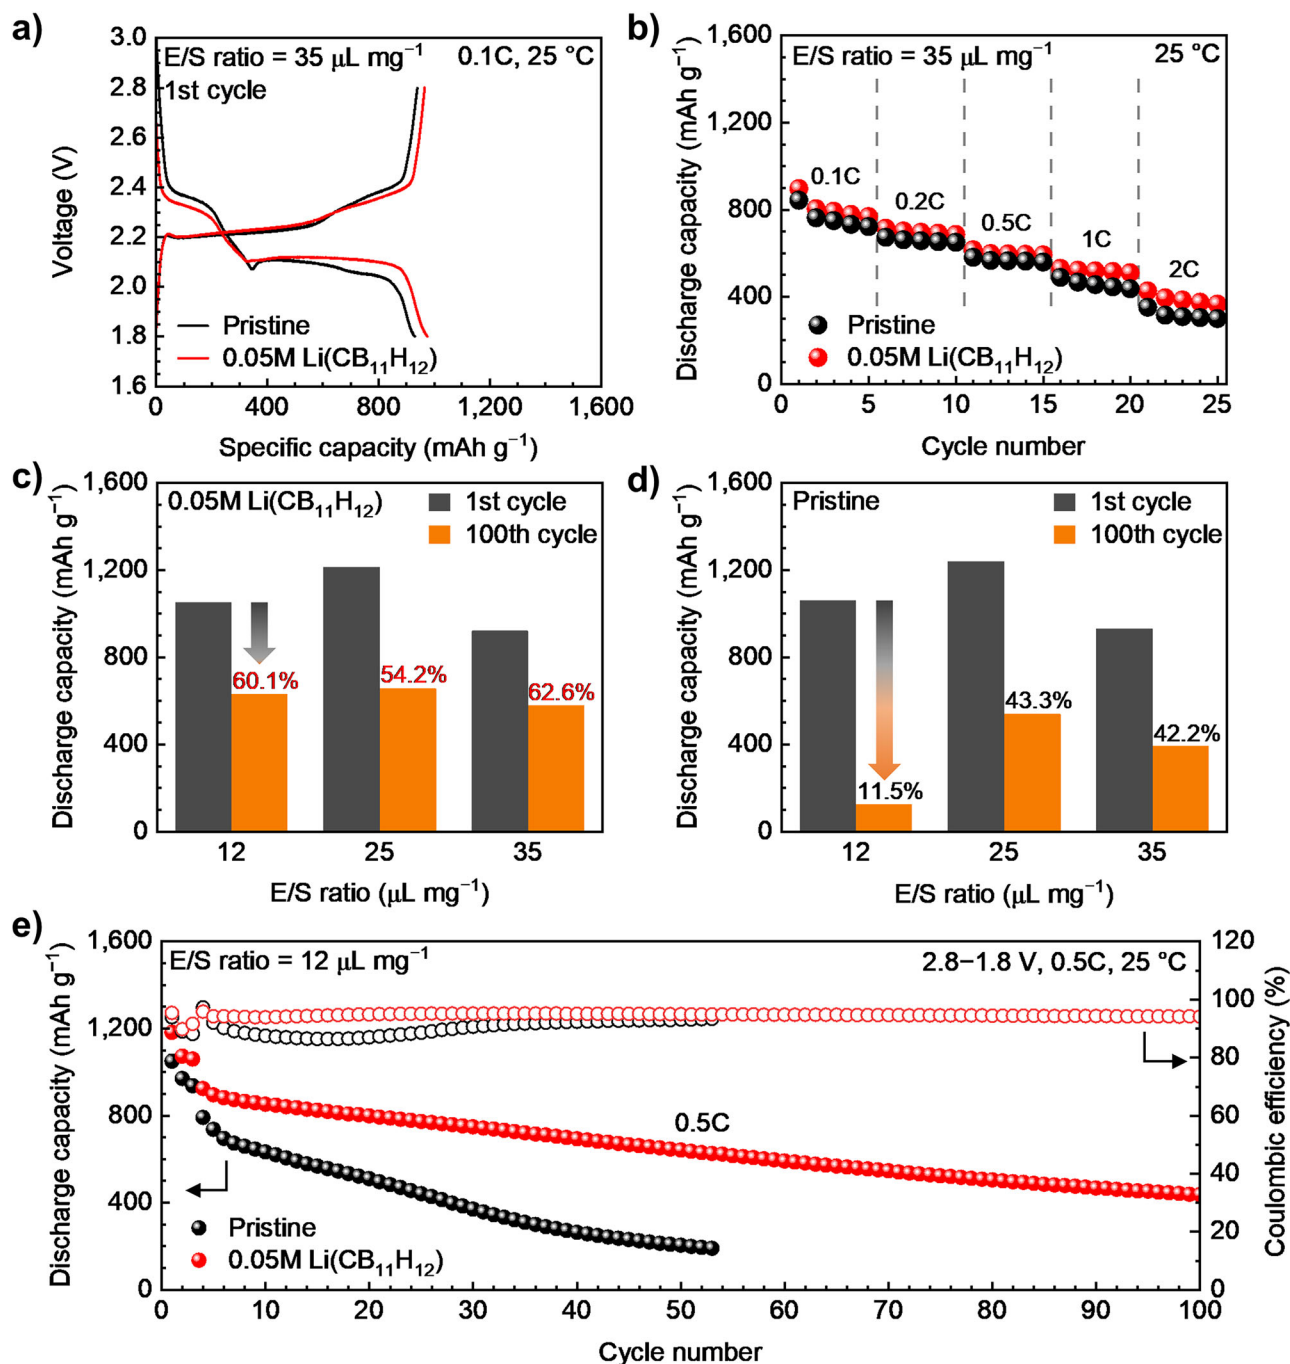 a)
E/S ratio = 35 μL mg⁻¹
0.1C, 25 °C
1st cycle
3.0
2.8
2.6
2.4
2.2
2.0
1.8
1.6
Voltage (V)
Pristine
0.05M Li(CB₁₁H₁₂)
0
400
800
1,200
1,600
Specific capacity (mAh g⁻¹)
b)
E/S ratio = 35 μL mg⁻¹
25 °C
1,600
1,200
800
400
0
Discharge capacity (mAh g⁻¹)
0.1C
0.2C
0.5C
1C
2C
Pristine
0.05M Li(CB₁₁H₁₂)
0
5
10
15
20
25
Cycle number
c)
0.05M Li(CB₁₁H₁₂)
1st cycle
100th cycle
1,600
1,200
800
400
0
Discharge capacity (mAh g⁻¹)
60.1%
54.2%
62.6%
12
25
35
E/S ratio (μL mg⁻¹)
d)
Pristine
1st cycle
100th cycle
1,600
1,200
800
400
0
Discharge capacity (mAh g⁻¹)
11.5%
43.3%
42.2%
12
25
35
E/S ratio (μL mg⁻¹)
e)
E/S ratio = 12 μL mg⁻¹
2.8−1.8 V, 0.5C, 25 °C
1,600
1,200
800
400
0
Discharge capacity (mAh g⁻¹)
0.5C
Pristine
0.05M Li(CB₁₁H₁₂)
120
100
80
60
40
20
0
Coulombic efficiency (%)
0
10
20
30
40
50
60
70
80
90
100
Cycle number